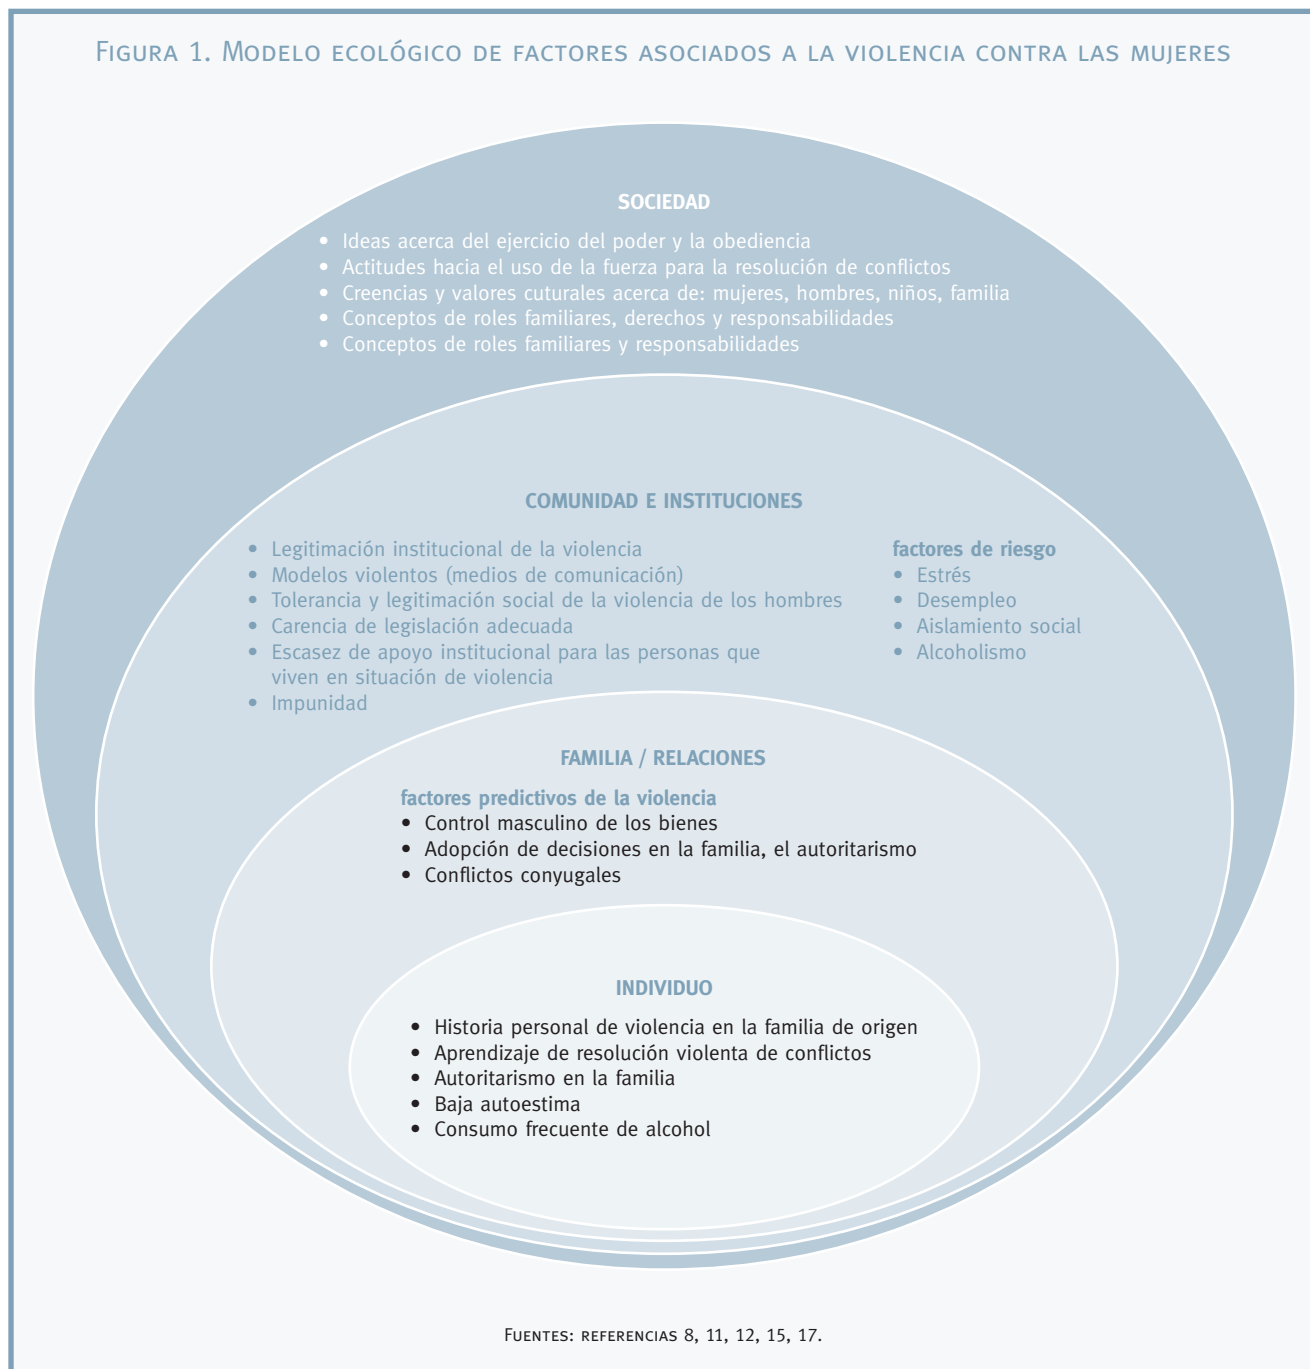 FIGURA 1. MODELO ECOLÓGICO DE FACTORES ASOCIADOS A LA VIOLENCIA CONTRA LAS MUJERES
SOCIEDAD
• Ideas acerca del ejercicio del poder y la obediencia
• Actitudes hacia el uso de la fuerza para la resolución de conflictos
• Creencias y valores cuturales acerca de: mujeres, hombres, niños, familia
• Conceptos de roles familiares, derechos y responsabilidades
• Conceptos de roles familiares y responsabilidades
COMUNIDAD E INSTITUCIONES
• Legitimación institucional de la violencia
• Modelos violentos (medios de comunicación)
• Tolerancia y legitimación social de la violencia de los hombres
• Carencia de legislación adecuada
• Escasez de apoyo institucional para las personas que
viven en situación de violencia
• Impunidad
factores de riesgo
• Estrés
• Desempleo
• Aislamiento social
• Alcoholismo
FAMILIA / RELACIONES
factores predictivos de la violencia
• Control masculino de los bienes
• Adopción de decisiones en la familia, el autoritarismo
• Conflictos conyugales
INDIVIDUO
• Historia personal de violencia en la familia de origen
• Aprendizaje de resolución violenta de conflictos
• Autoritarismo en la familia
• Baja autoestima
• Consumo frecuente de alcohol
FUENTES: REFERENCIAS 8, 11, 12, 15, 17.